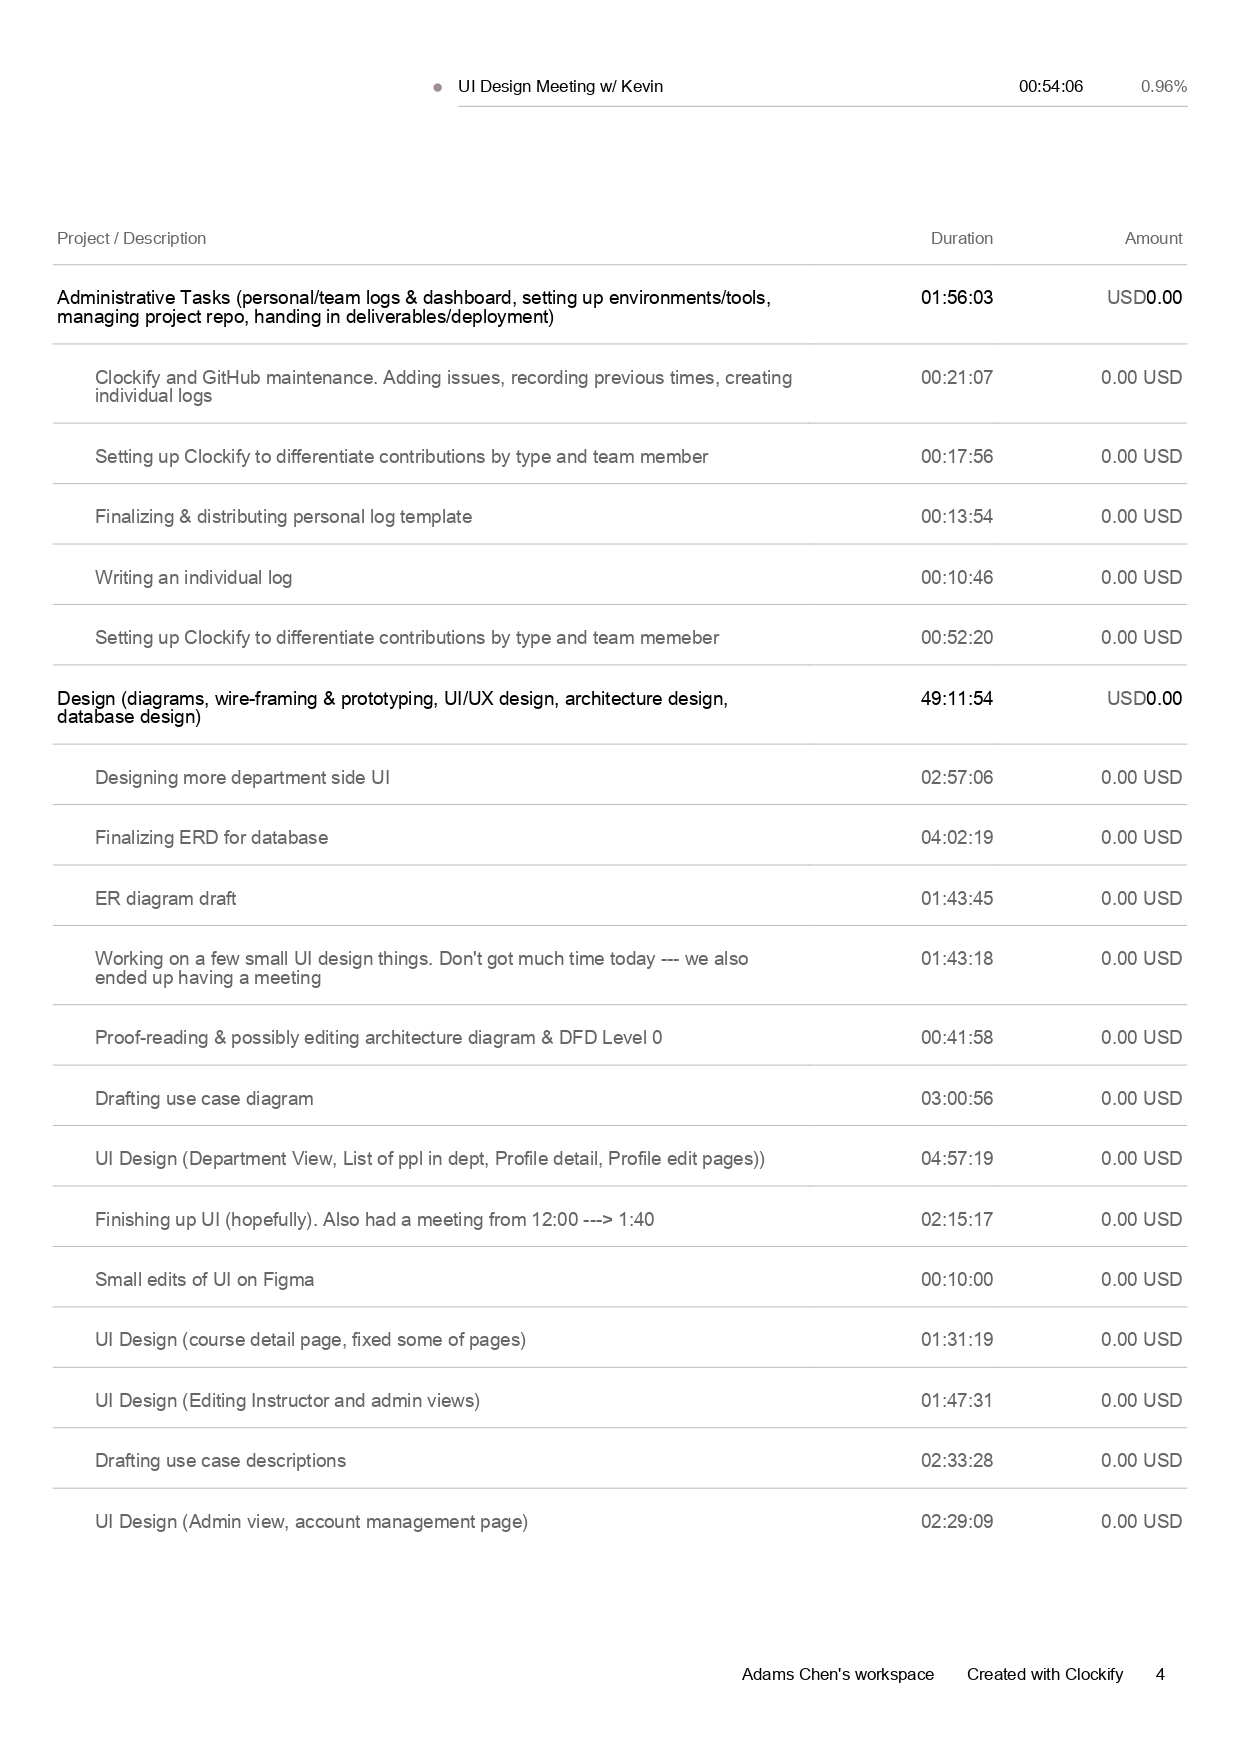 UI Design Meeting w/ Kevin 00:54:06 0.96%
Project / Description Duration Amount
Administrative Tasks (personal/team logs & dashboard, setting up environments/tools, 01:56:03 USD0.00
managing project repo, handing in deliverables/deployment)
Clockify and GitHub maintenance. Adding issues, recording previous times, creating 00:21:07 0.00 USD
individual logs
Setting up Clockify to differentiate contributions by type and team member 00:17:56 0.00 USD
Finalizing & distributing personal log template 00:13:54 0.00 USD
Writing an individual log 00:10:46 0.00 USD
Setting up Clockify to differentiate contributions by type and team memeber 00:52:20 0.00 USD
Design (diagrams, wire-framing & prototyping, UI/UX design, architecture design, 49:11:54 USD0.00
database design)
Designing more department side UI 02:57:06 0.00 USD
Finalizing ERD for database 04:02:19 0.00 USD
ER diagram draft 01:43:45 0.00 USD
Working on a few small UI design things. Don't got much time today --- we also 01:43:18 0.00 USD
ended up having a meeting
Proof-reading & possibly editing architecture diagram & DFD Level 0 00:41:58 0.00 USD
Drafting use case diagram 03:00:56 0.00 USD
UI Design (Department View, List of ppl in dept, Profile detail, Profile edit pages)) 04:57:19 0.00 USD
Finishing up UI (hopefully). Also had a meeting from 12:00 ---> 1:40 02:15:17 0.00 USD
Small edits of UI on Figma 00:10:00 0.00 USD
UI Design (course detail page, fixed some of pages) 01:31:19 0.00 USD
UI Design (Editing Instructor and admin views) 01:47:31 0.00 USD
Drafting use case descriptions 02:33:28 0.00 USD
UI Design (Admin view, account management page) 02:29:09 0.00 USD
Adams Chen's workspace Created with Clockify 4